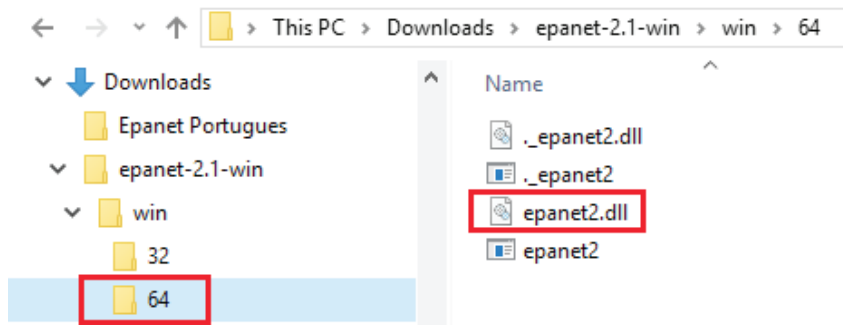 This PC > Downloads > epanet-2.1-win > win > 64
Downloads
Epanet Portugues
epanet-2.1-win
win
32
64
Name
._epanet2.dll
._epanet2
epanet2.dll
epanet2